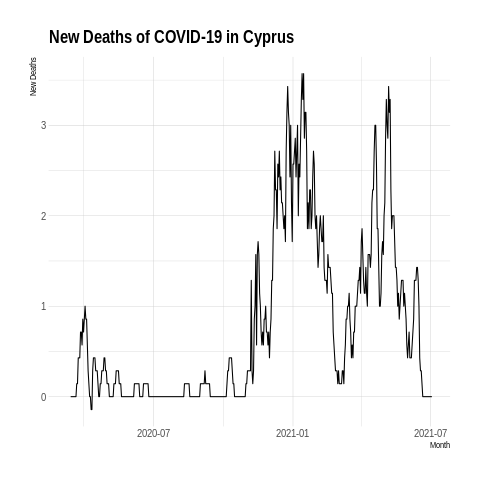 New Deaths of COVID-19 in Cyprus
New Deaths
3
2
1
0
2020-07
2021-01
2021-07
Month